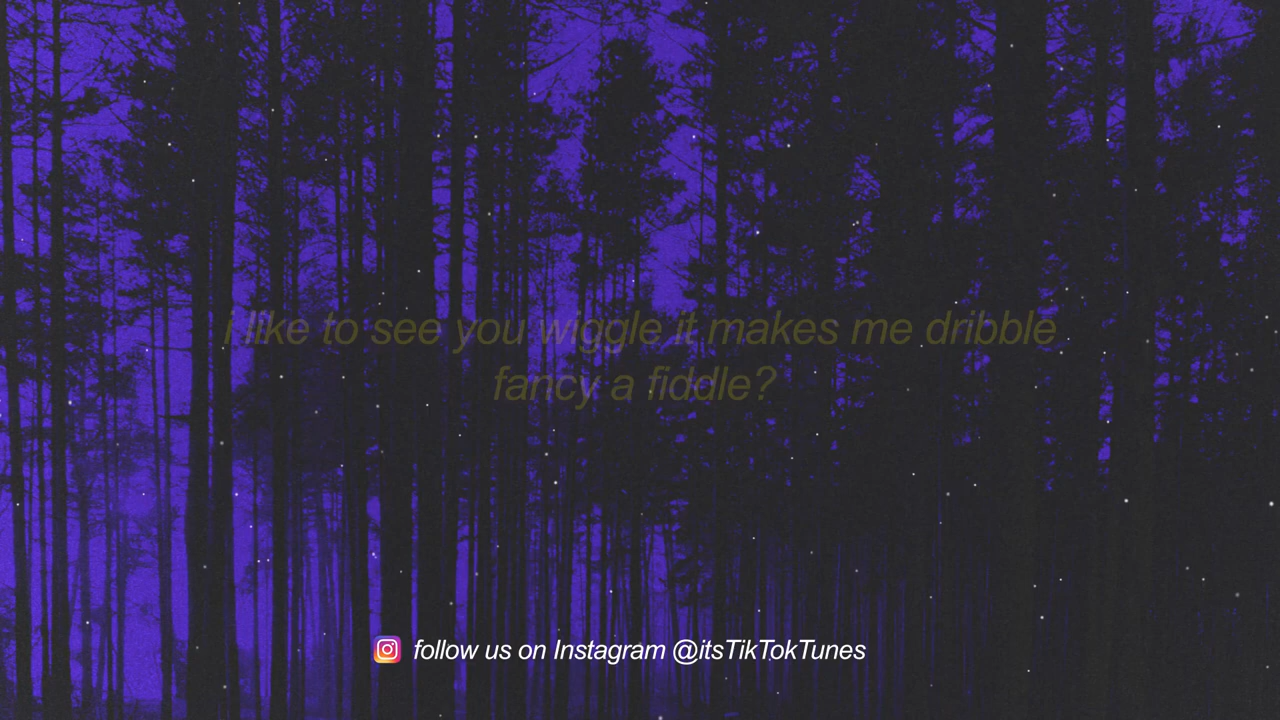 i like to see you wiggle it makes me dribble
fancy a fiddle?
follow us on Instagram @itsTikTokTunes